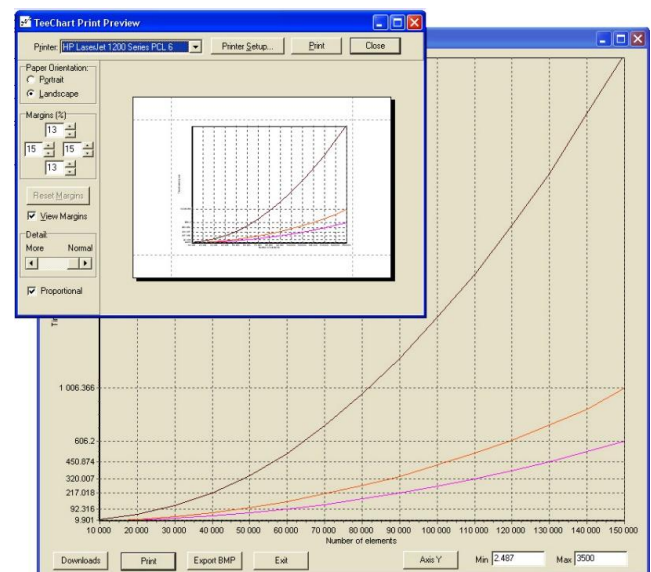 TeeChart Print Preview
Printer: HP LaserJet 1200 Series PCL 6 Printer Setup... Print Close
Paper Orientation:
Portrait
Landscape
Margins (%)
13
15 15
13
Reset Margins
View Margins
Detail:
More Normal
Proportional
1 006.366
606.2
450.874
320.007
217.018
92.316
9.901
10 000 20 000 30 000 40 000 50 000 60 000 70 000 80 000 90 000 100 000 110 000 120 000 130 000 140 000 150 000
Number of elements
Downloads Print Export BMP Exit Axis Y Min 2.487 Max 3500